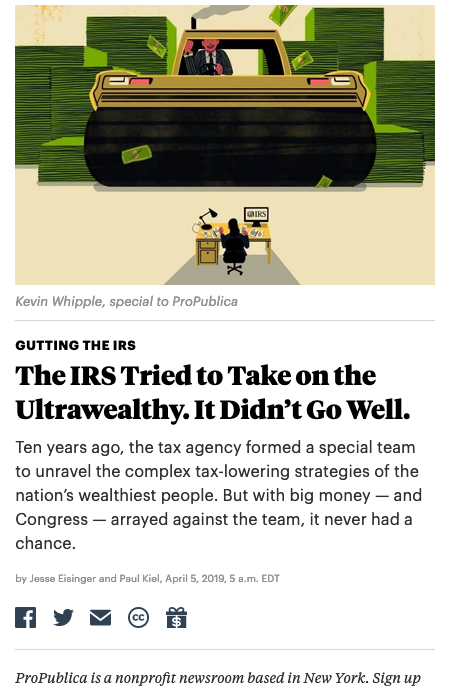 IRS
Kevin Whipple, special to ProPublica
GUTTING THE IRS
The IRS Tried to Take on the
Ultrawealthy. It Didn’t Go Well.
Ten years ago, the tax agency formed a special team
to unravel the complex tax-lowering strategies of the
nation’s wealthiest people. But with big money — and
Congress — arrayed against the team, it never had a
chance.
by Jesse Eisinger and Paul Kiel, April 5, 2019, 5 a.m. EDT
cc
$
ProPublica is a nonprofit newsroom based in New York. Sign up